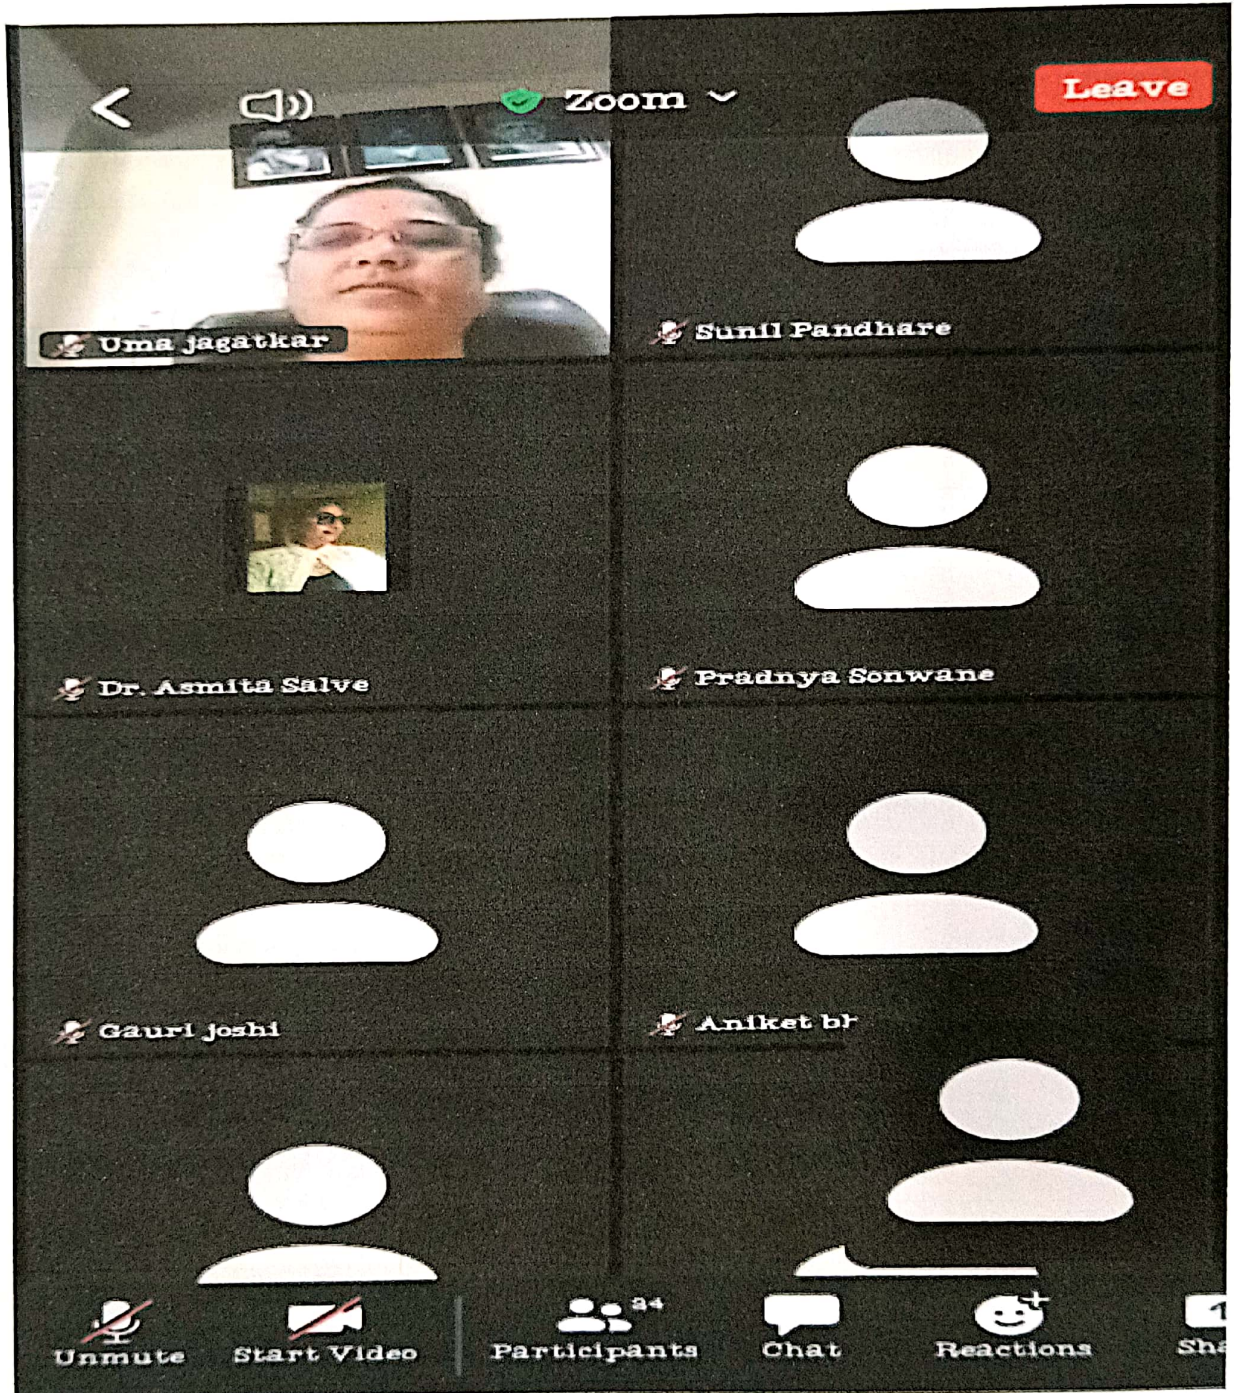 Zoom
Leave
Uma jagatkar
Sunil Pandhare
Dr. Asmita Salve
Pradnya Sonwane
Gauri joshi
Aniket
34
Unmute
Start Video
Participants
Chat
Reactions